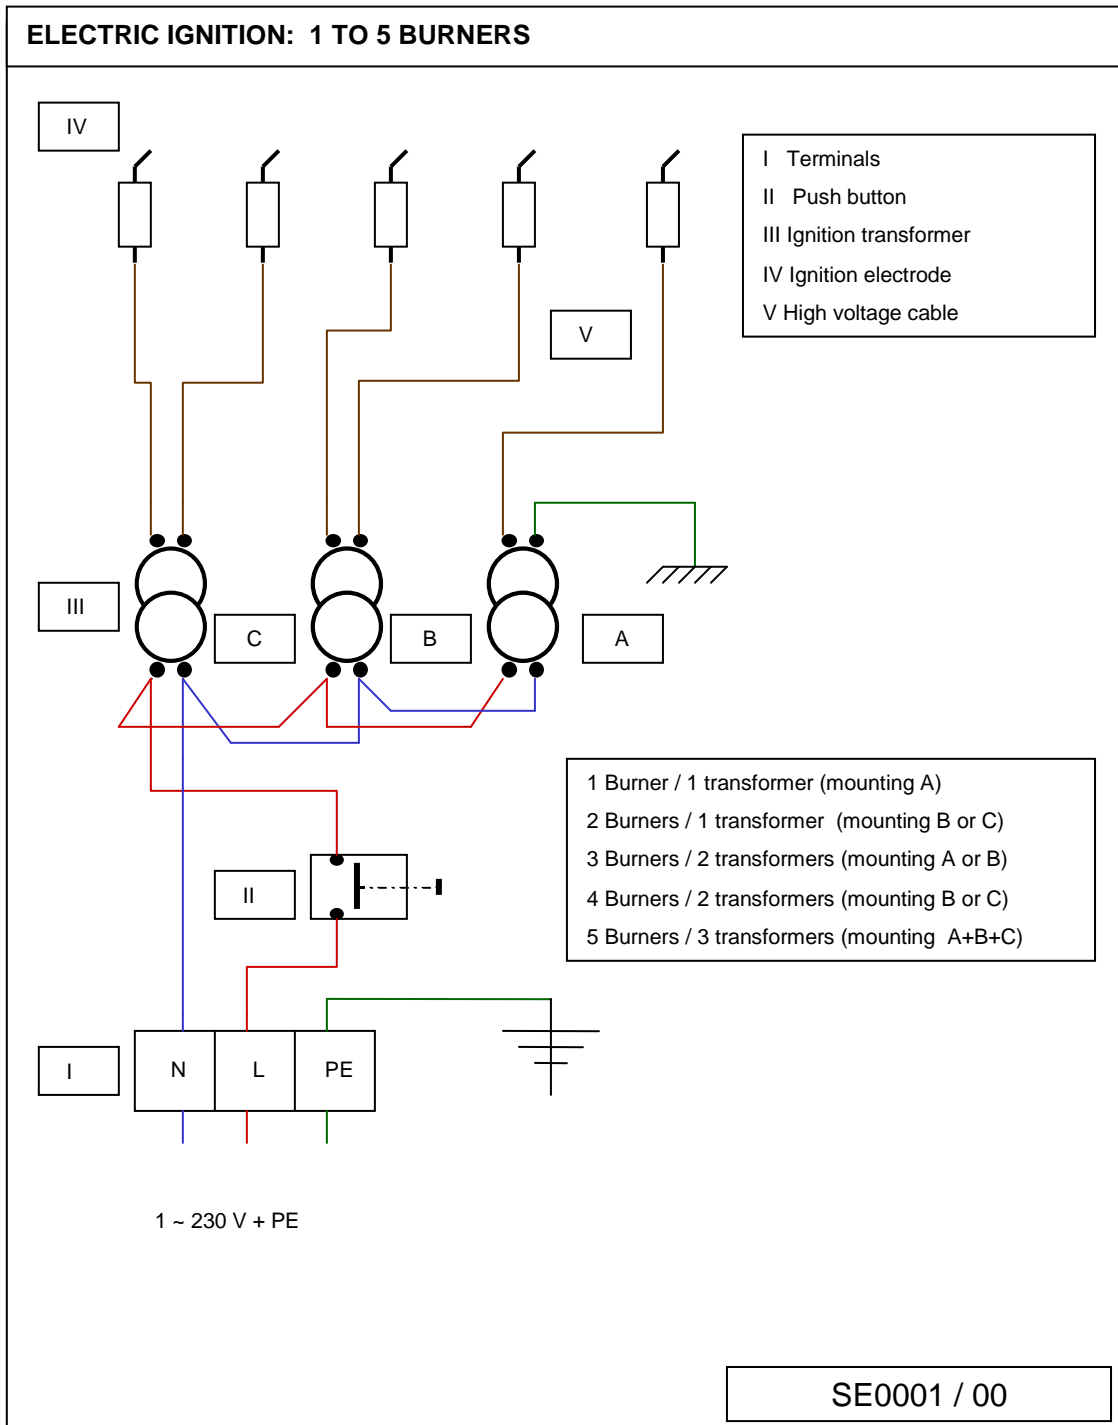 ELECTRIC IGNITION: 1 TO 5 BURNERS
IV
I Terminals
II Push button
III Ignition transformer
IV Ignition electrode
V High voltage cable
V
III
C
B
A
1 Burner / 1 transformer (mounting A)
2 Burners / 1 transformer (mounting B or C)
3 Burners / 2 transformers (mounting A or B)
4 Burners / 2 transformers (mounting B or C)
5 Burners / 3 transformers (mounting A+B+C)
II
I
N
L
PE
1 ~ 230 V + PE
SE0001 / 00